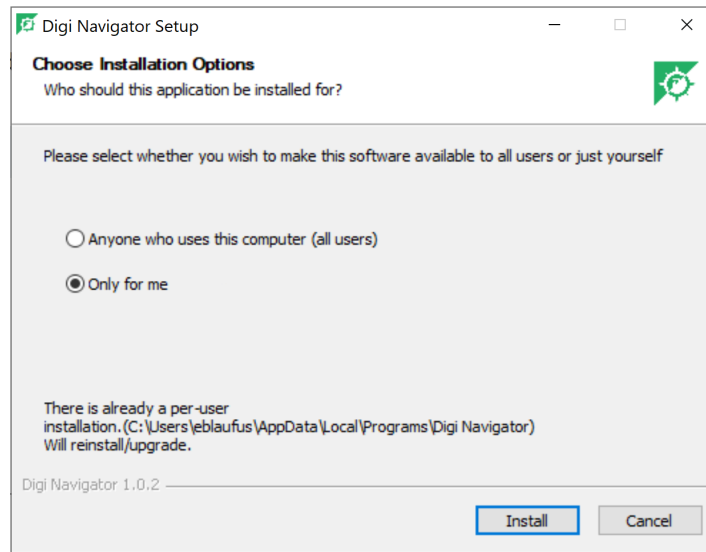 Digi Navigator Setup
Choose Installation Options
Who should this application be installed for?
Please select whether you wish to make this software available to all users or just yourself
Anyone who uses this computer (all users)
Only for me
There is already a per-user
installation.(C:\Users\eblaufus\AppData\Local\Programs\Digi Navigator)
Will reinstall/upgrade.
Digi Navigator 1.0.2
Install Cancel